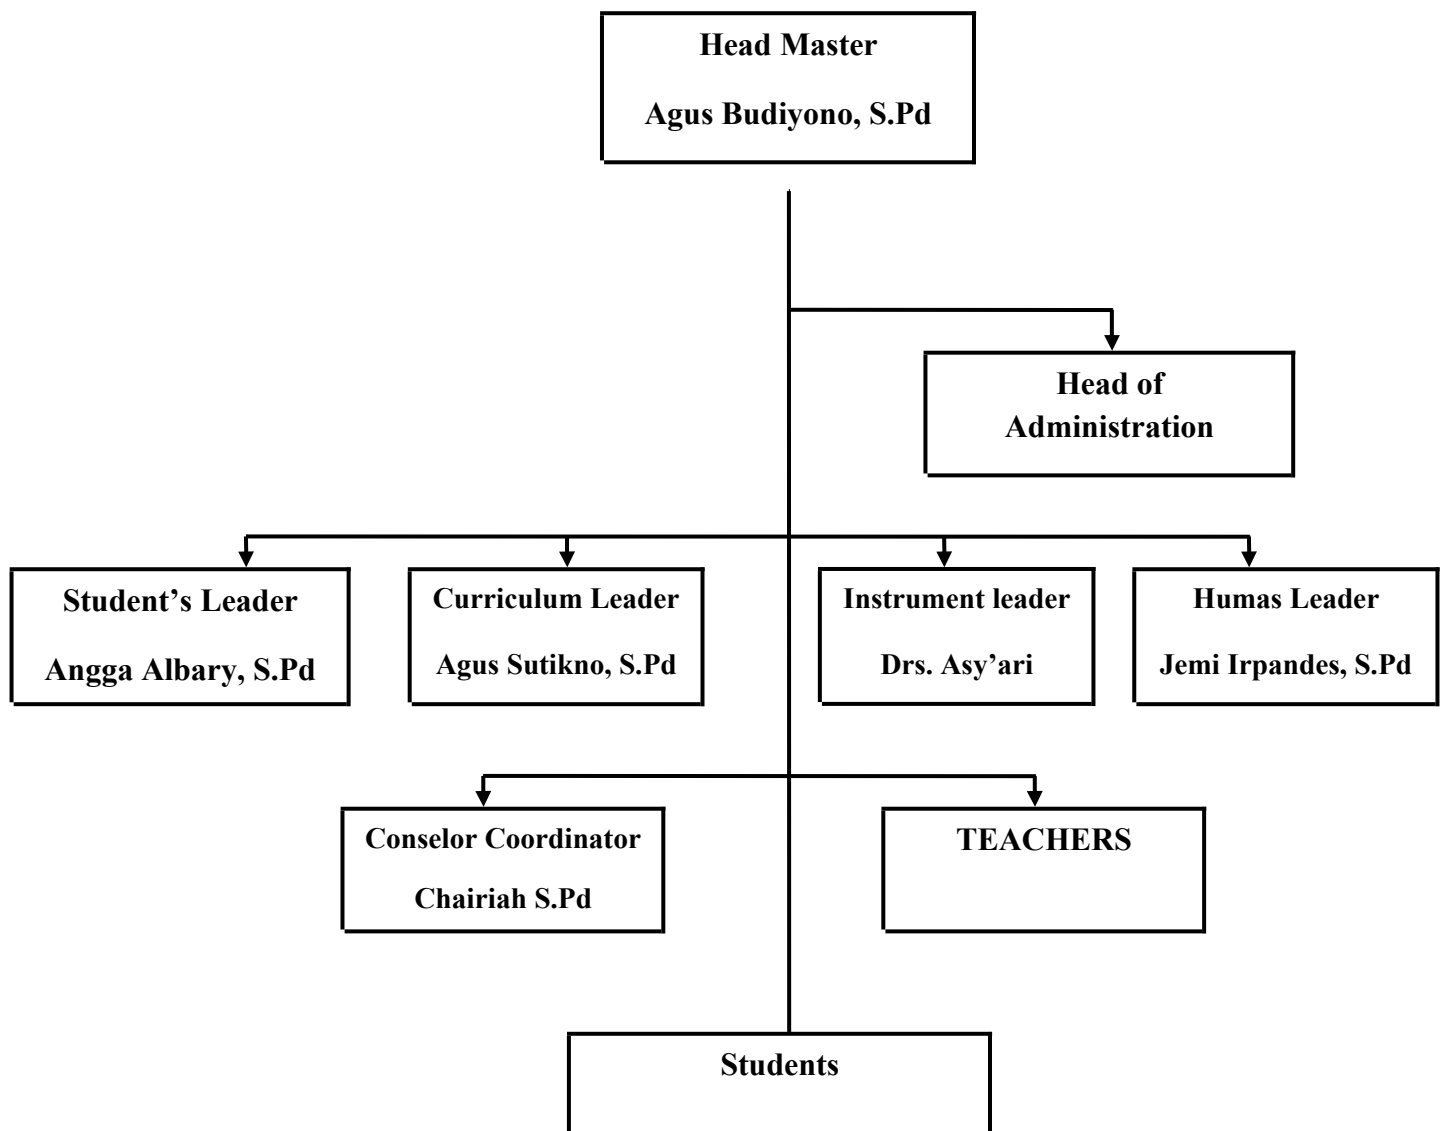 Head Master
Agus Budiyono, S.Pd
Head of
Administration
Student’s Leader
Angga Albary, S.Pd
Curriculum Leader
Agus Sutikno, S.Pd
Instrument leader
Drs. Asy’ari
Humas Leader
Jemi Irpandes, S.Pd
Conselor Coordinator
Chairiah S.Pd
TEACHERS
Students